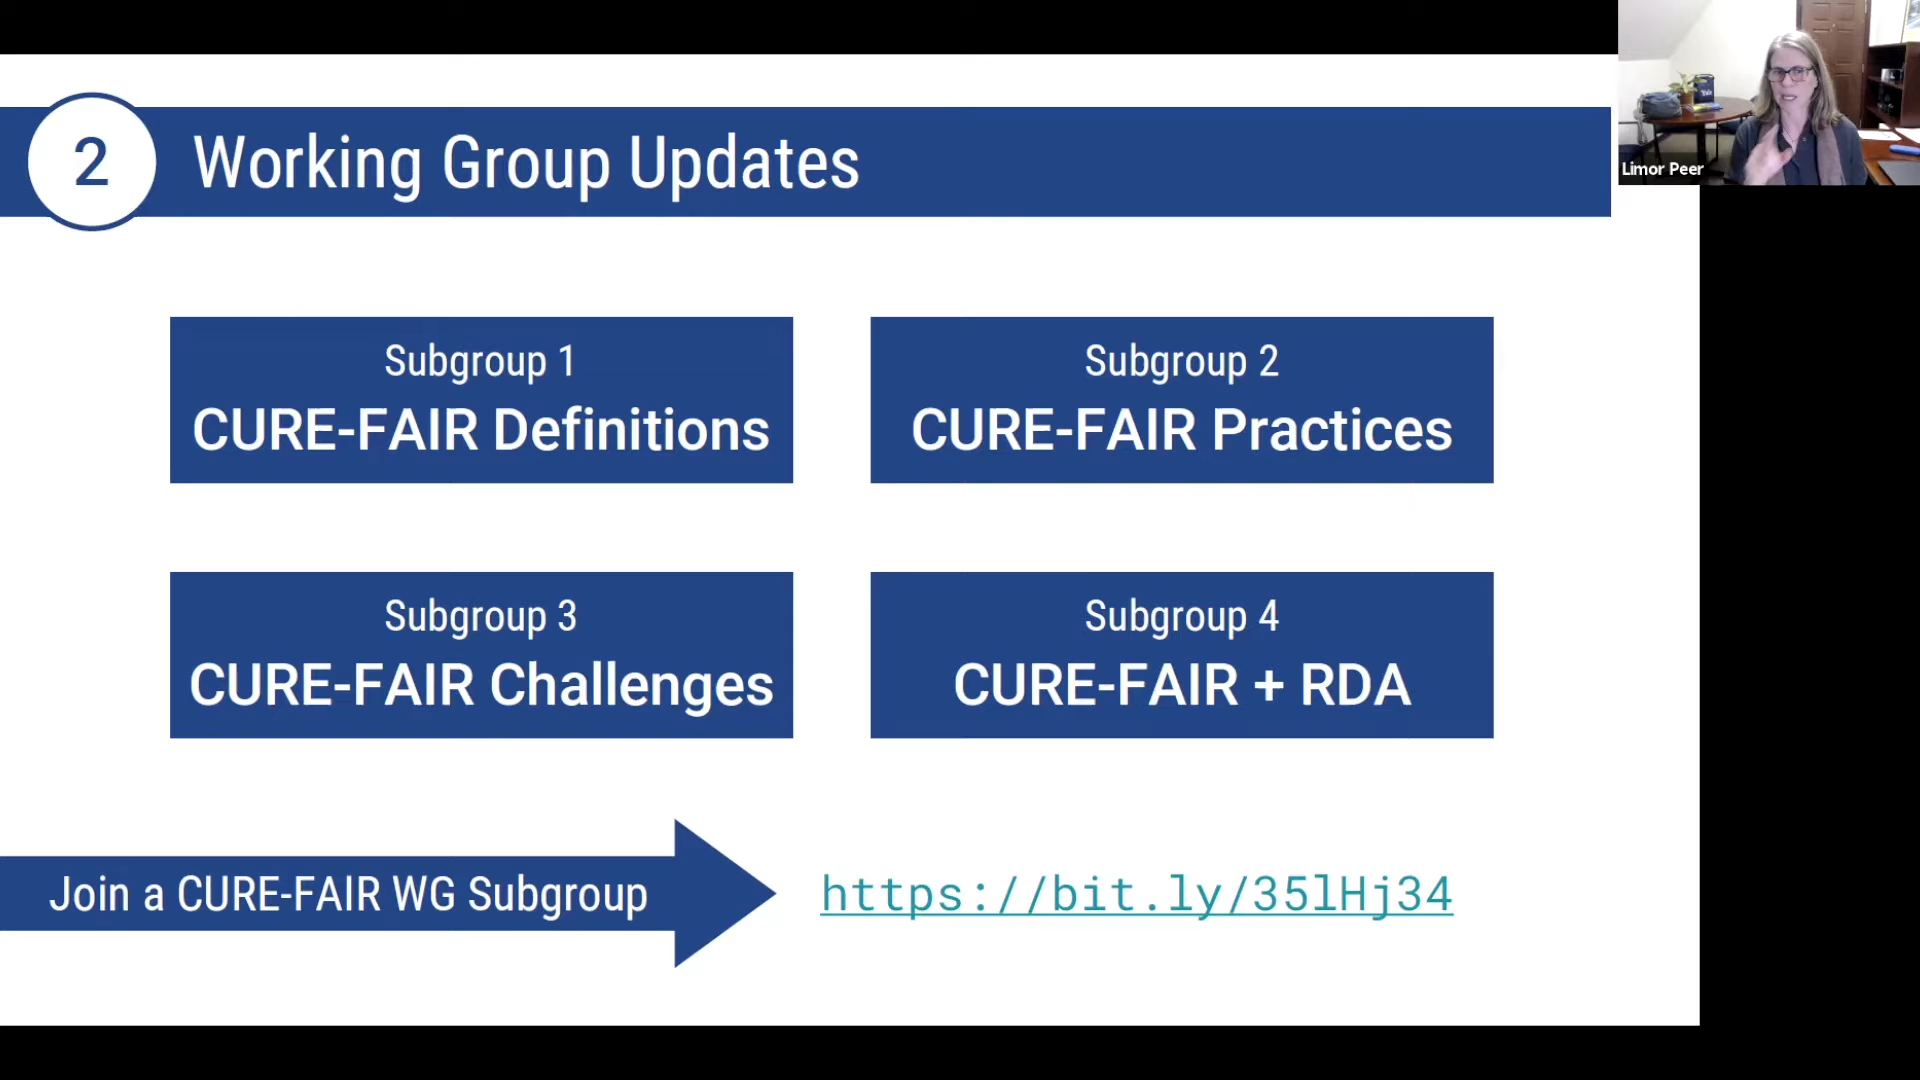 2
Working Group Updates
Limor Peer
Subgroup 1
CURE-FAIR Definitions
Subgroup 2
CURE-FAIR Practices
Subgroup 3
CURE-FAIR Challenges
Subgroup 4
CURE-FAIR + RDA
Join a CURE-FAIR WG Subgroup
https://bit.ly/35lHj34